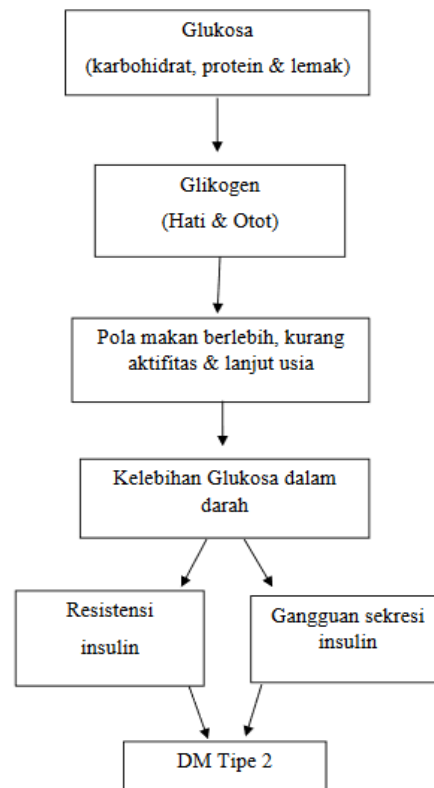 Glukosa
(karbohidrat, protein & lemak)
Glikogen
(Hati & Otot)
Pola makan berlebih, kurang
aktifitas & lanjut usia
Kelebihan Glukosa dalam
darah
Resistensi
insulin
Gangguan sekresi
insulin
DM Tipe 2